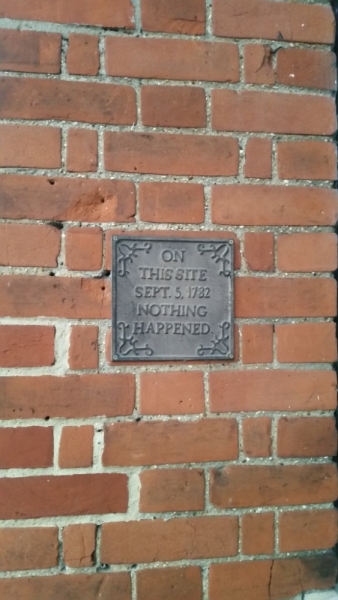 ON
THIS SITE
SEPT. 5, 1782
NOTHING
HAPPENED.